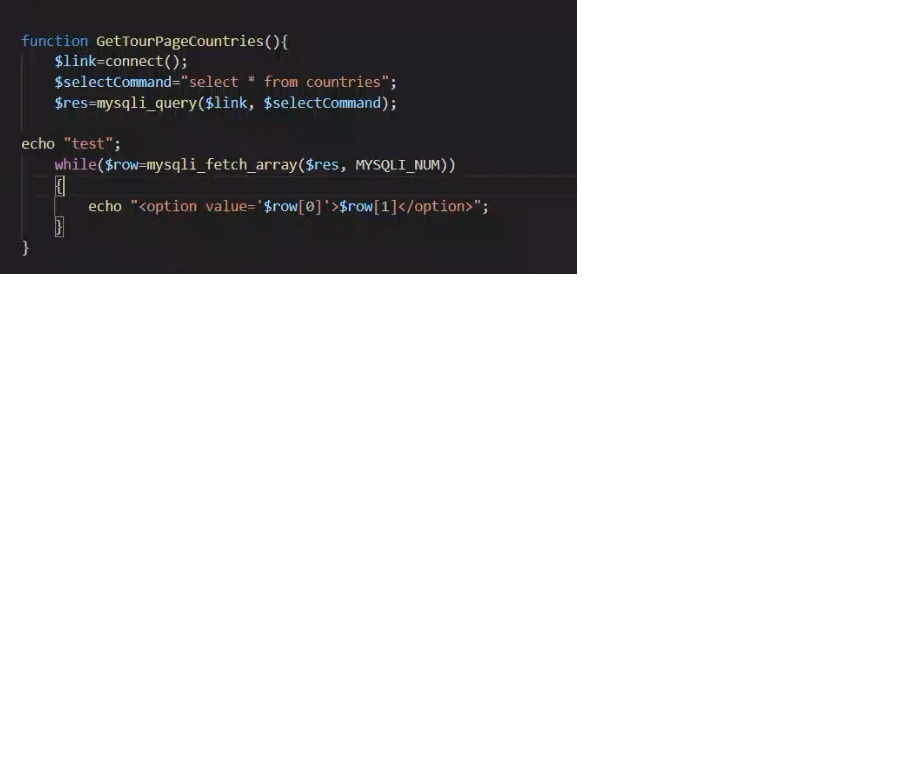 function GetTourPageCountries(){
    $link=connect();
    $selectCommand="select * from countries";
    $res=mysqli_query($link, $selectCommand);
echo "test";
    while($row=mysqli_fetch_array($res, MYSQLI_NUM))
    {
        echo "<option value='$row[0]'>$row[1]</option>";
    }
}